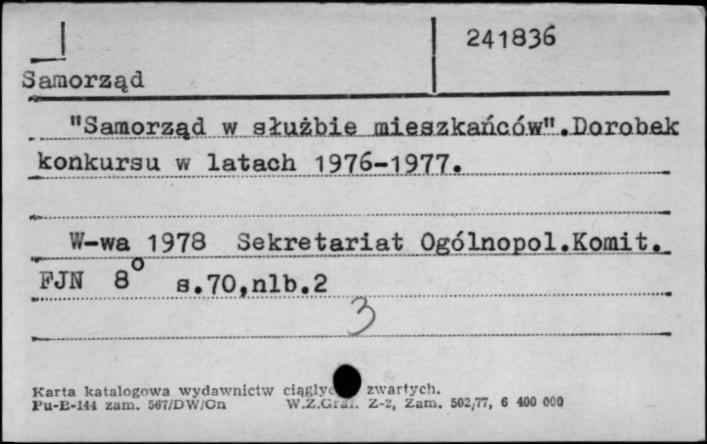 241836
Samorząd
"Samorząd w służbie mieszkańców".Dorobek
konkursu w latach 1976-1977.
W-wa 1978 Sekretariat Ogólnopol.Komit.
FJN 8° s.70,nlb.2
3
Karta katalogowa wydawnictw zwartych.
Pu-B-144 zam. 567/DW/Gn W.Z.Graf. Z-2, Zam. 502/77, 6 400 000